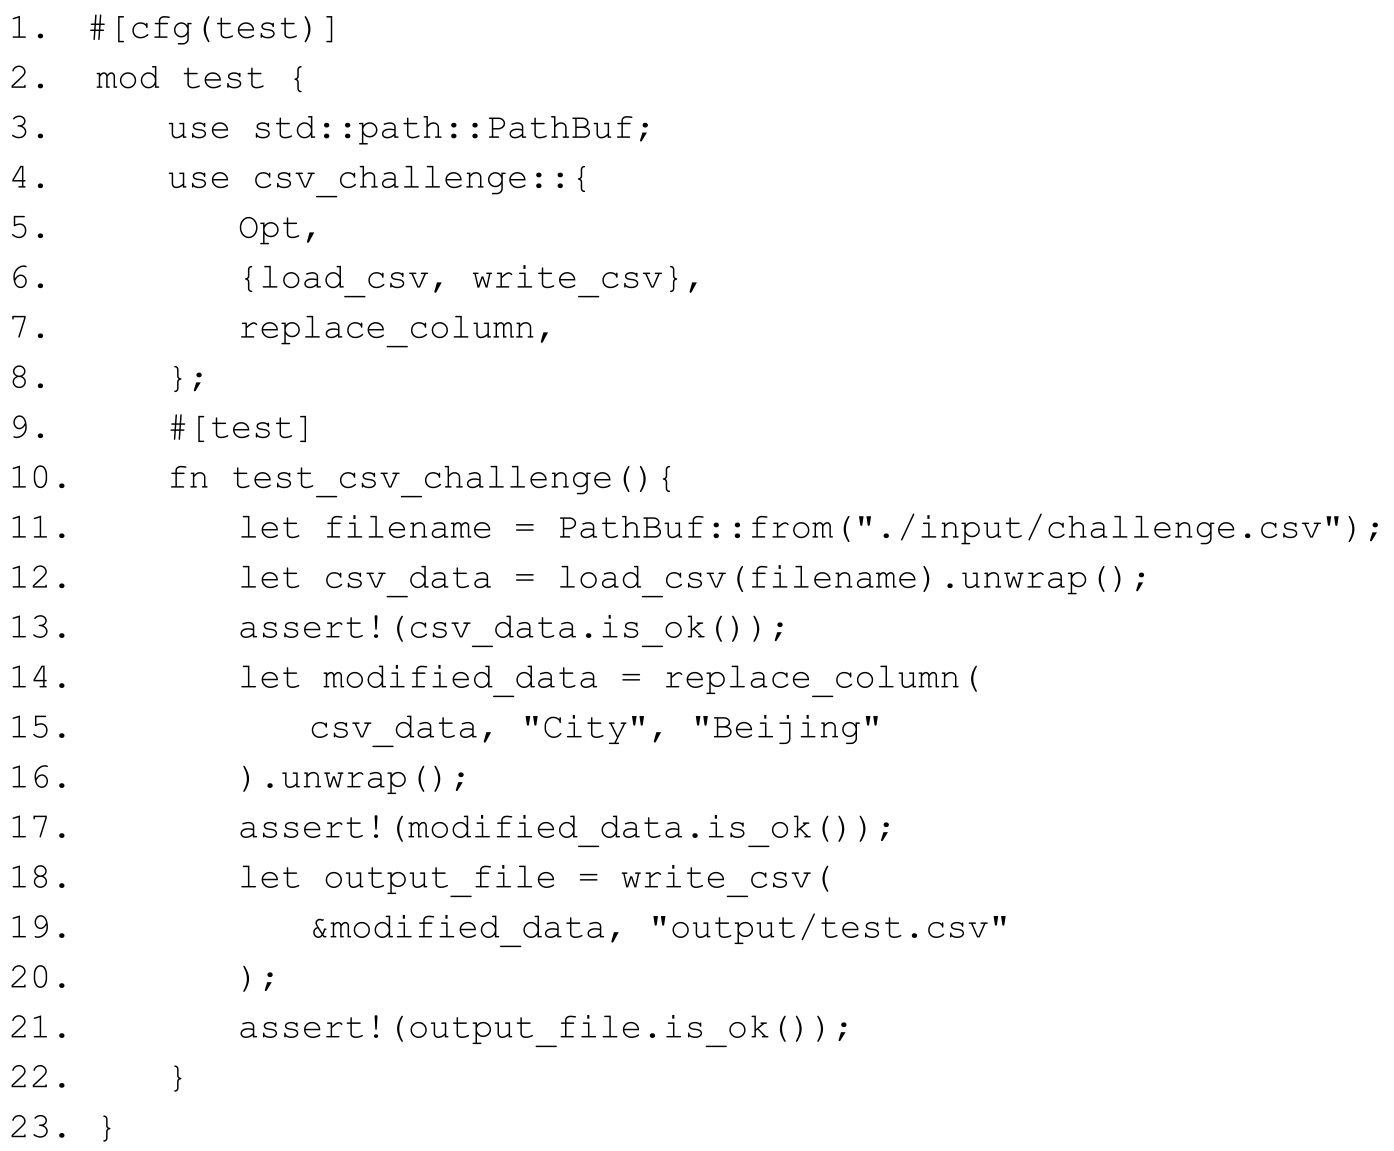 1. #[cfg(test)]
2. mod test {
3.     use std::path::PathBuf;
4.     use csv_challenge::{
5.         Opt,
6.         {load_csv, write_csv},
7.         replace_column,
8.     };
9.     #[test]
10.     fn test_csv_challenge(){
11.         let filename = PathBuf::from("./input/challenge.csv");
12.         let csv_data = load_csv(filename).unwrap();
13.         assert!(csv_data.is_ok());
14.         let modified_data = replace_column(
15.             csv_data, "City", "Beijing"
16.         ).unwrap();
17.         assert!(modified_data.is_ok());
18.         let output_file = write_csv(
19.             &modified_data, "output/test.csv"
20.         );
21.         assert!(output_file.is_ok());
22.     }
23. }